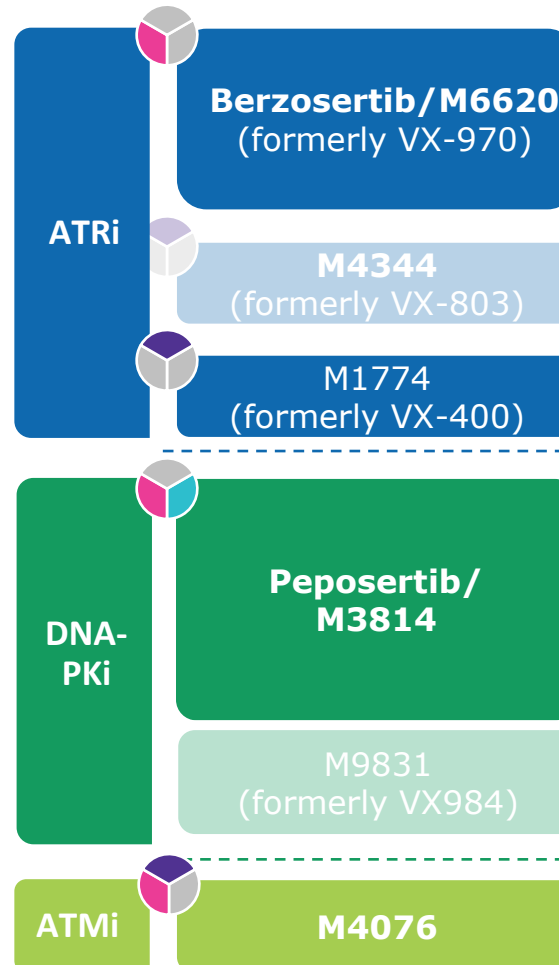 ATRi
Berzosertib/M6620
(formerly VX-970)
M4344
(formerly VX-803)
M1774
(formerly VX-400)
DNA-
PKi
Peposertib/
M3814
M9831
(formerly VX984)
ATMi
M4076